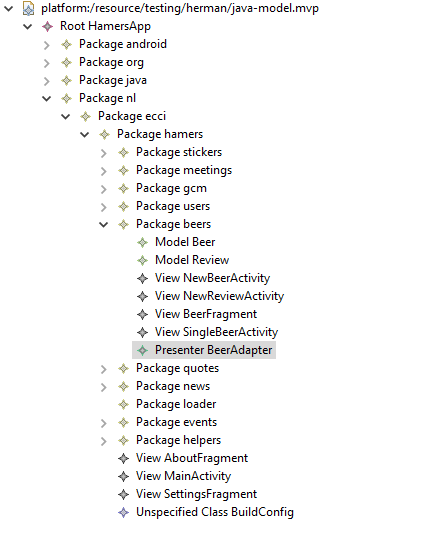 platform:/resource/testing/herman/java-model.mvp
Root HamersApp
Package android
Package org
Package java
Package nl
Package ecci
Package hamers
Package stickers
Package meetings
Package gcm
Package users
Package beers
Model Beer
Model Review
View NewBeerActivity
View NewReviewActivity
View BeerFragment
View SingleBeerActivity
Presenter BeerAdapter
Package quotes
Package news
Package loader
Package events
Package helpers
View AboutFragment
View MainActivity
View SettingsFragment
Unspecified Class BuildConfig